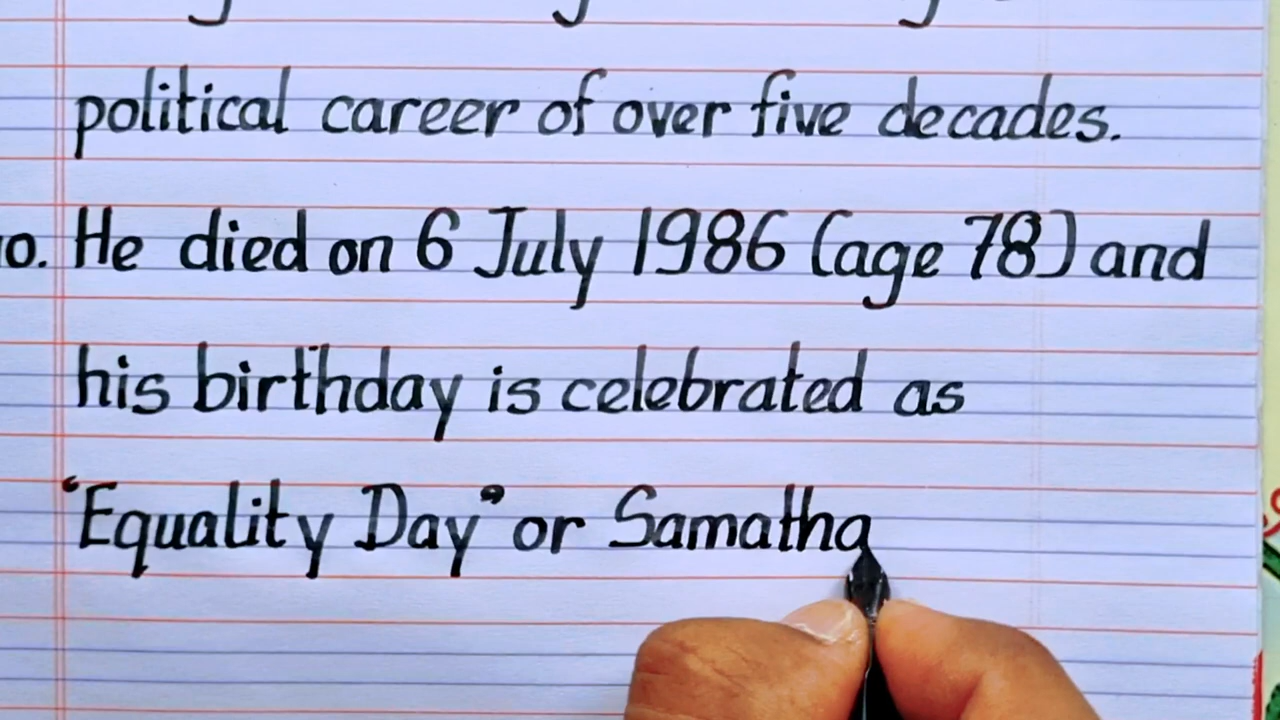 political career of over five decades.
10. He died on 6 July 1986 (age 78) and
his birthday is celebrated as
"Equality Day" or Samatha